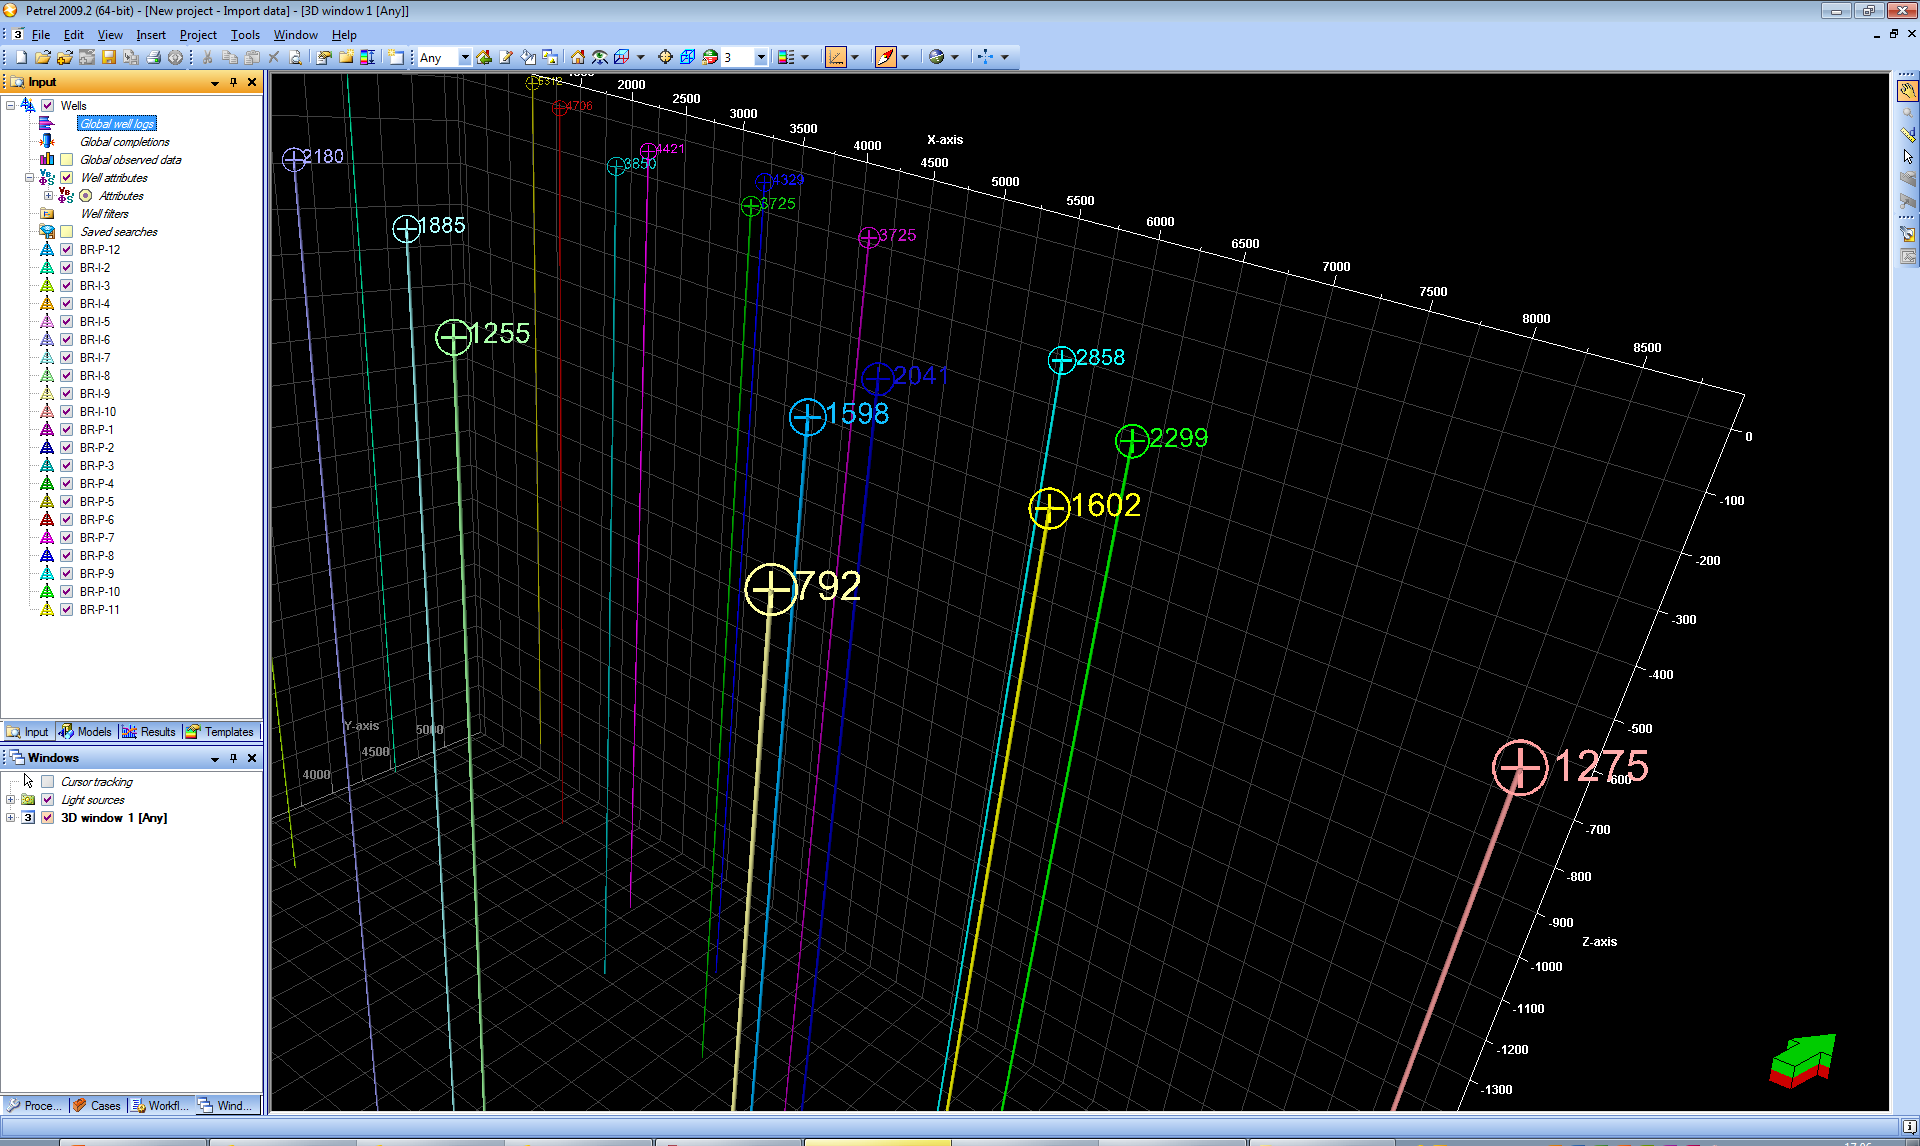 Petrel 2009.2 (64-bit) - [New project - Import data] - [3D window 1 [Any]]
3 File Edit View Insert Project Tools Window Help
Any 3
Input
Wells
Global well logs
Global completions
Global observed data
Well attributes
Attributes
Well filters
Saved searches
BR-P-12
BR-I-2
BR-I-3
BR-I-4
BR-I-5
BR-I-6
BR-I-7
BR-I-8
BR-I-9
BR-I-10
BR-P-1
BR-P-2
BR-P-3
BR-P-4
BR-P-5
BR-P-6
BR-P-7
BR-P-8
BR-P-9
BR-P-10
BR-P-11
Input Models Results Templates
Windows
Cursor tracking
Light sources
3 3D window 1 [Any]
Proce... Cases Workfl... Wind...
2000
2500
3000
3500
4000
4500
5000
5500
6000
6500
7000
7500
8000
8500
X-axis
4706
2180
3850
4421
4329
3725
1885
3725
1255
2041
2858
1598
2299
1602
792
1275
0
-100
-200
-300
-400
-500
-600
-700
-800
-900
Z-axis
-1000
-1100
-1200
-1300
Y-axis
5000
4500
4000